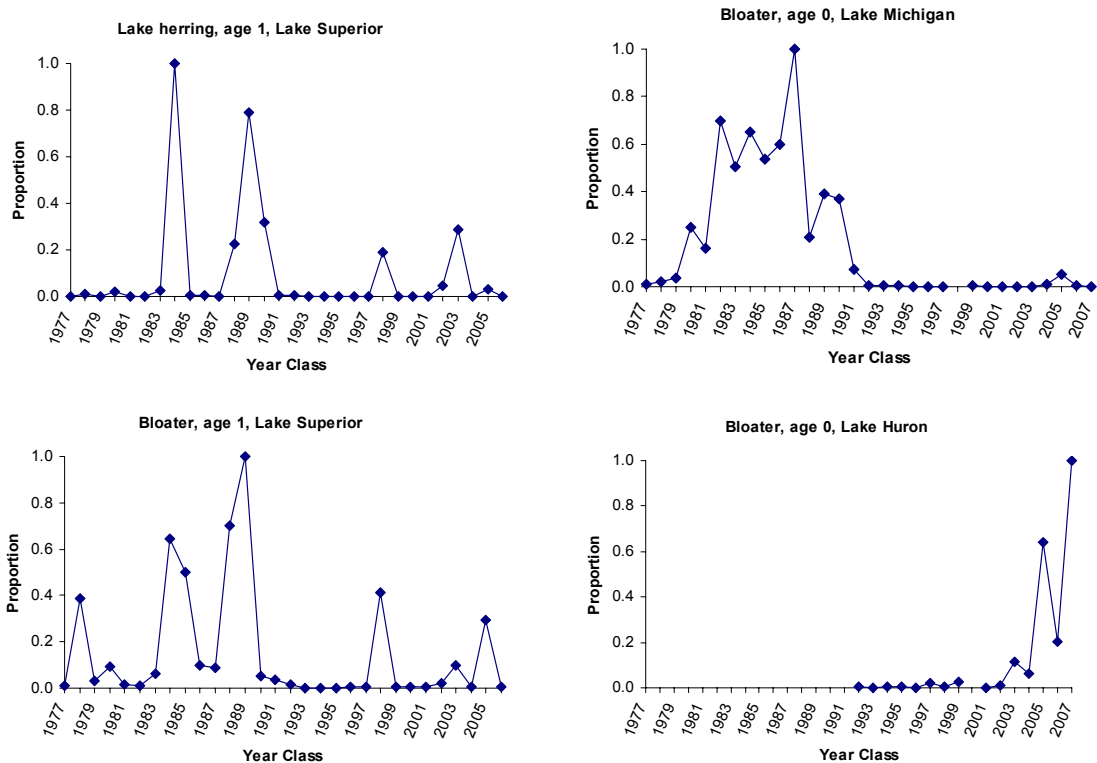 Lake herring, age 1, Lake Superior
1.0
0.8
0.6
0.4
0.2
0.0
Proportion
1977 1979 1981 1983 1985 1987 1989 1991 1993 1995 1997 1999 2001 2003 2005
Year Class
Bloater, age 0, Lake Michigan
1.0
0.8
0.6
0.4
0.2
0.0
Proportion
1977 1979 1981 1983 1985 1987 1989 1991 1993 1995 1997 1999 2001 2003 2005 2007
Year Class
Bloater, age 1, Lake Superior
1.0
0.8
0.6
0.4
0.2
0.0
Proportion
1977 1979 1981 1983 1985 1987 1989 1991 1993 1995 1997 1999 2001 2003 2005
Year Class
Bloater, age 0, Lake Huron
1.0
0.8
0.6
0.4
0.2
0.0
Proportion
1977 1979 1981 1983 1985 1987 1989 1991 1993 1995 1997 1999 2001 2003 2005 2007
Year Class